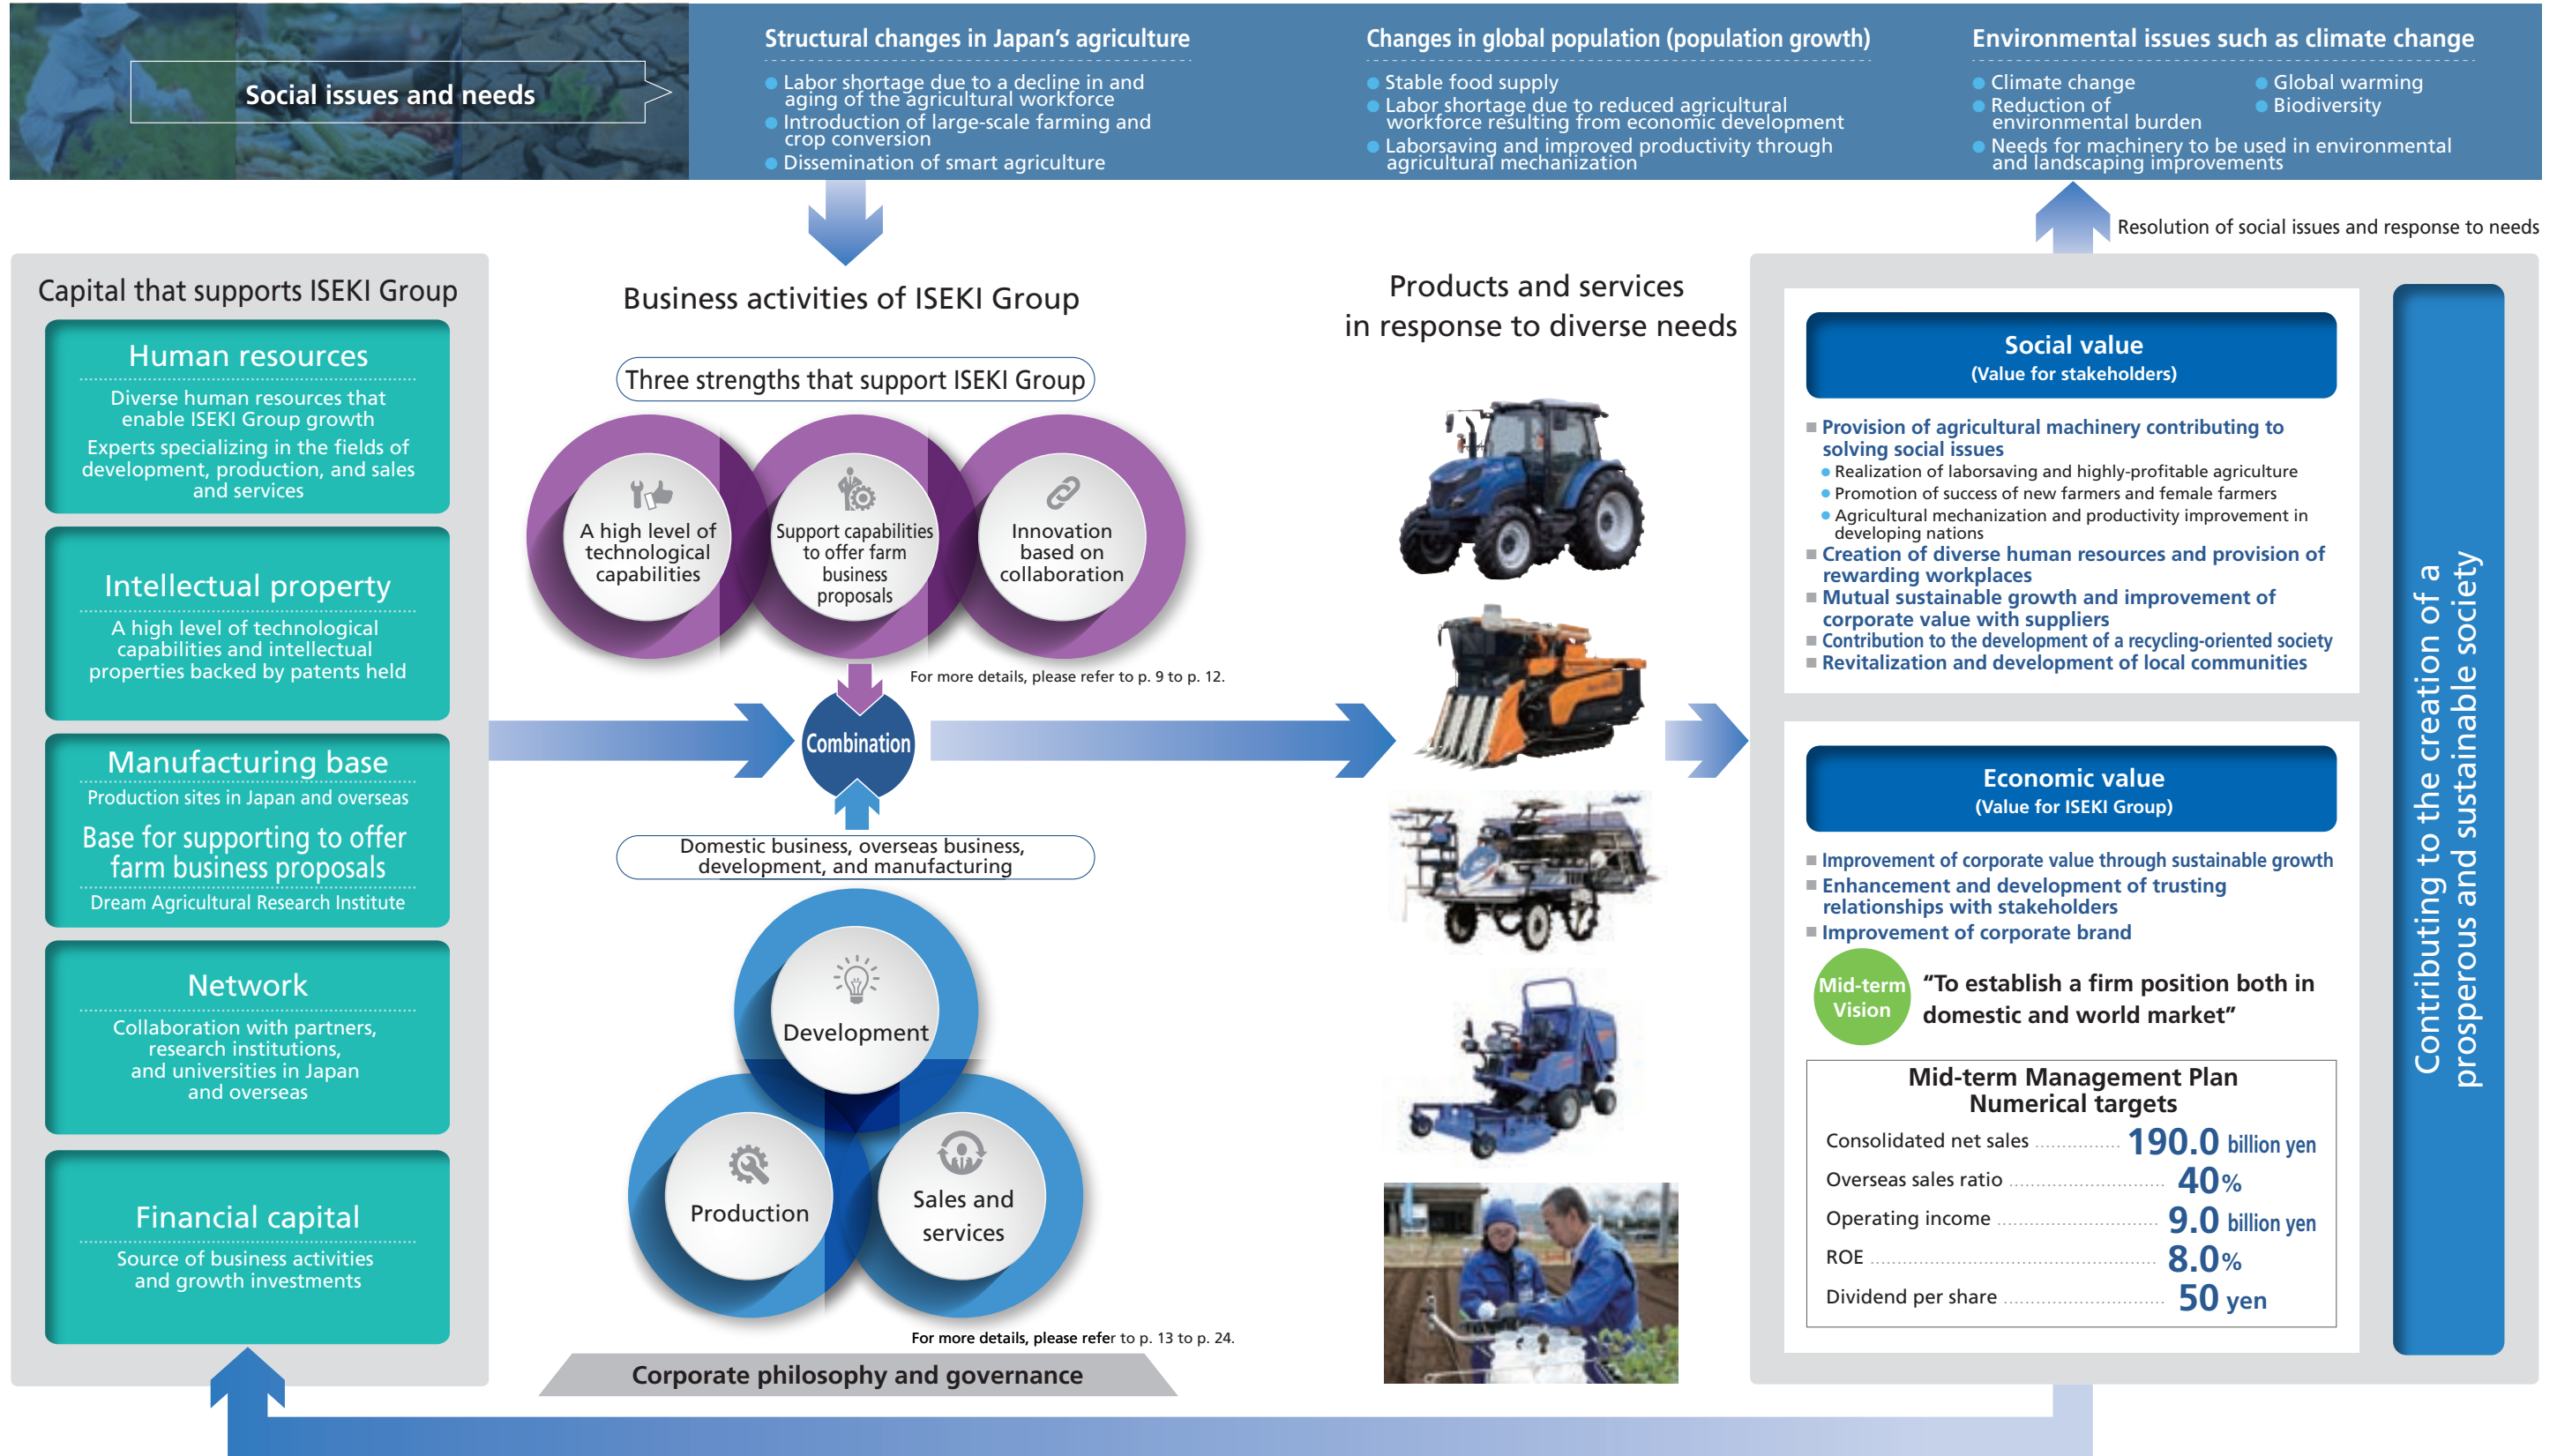 Social issues and needs
Structural changes in Japan's agriculture
Labor shortage due to a decline in and
aging of the agricultural workforce
Introduction of large-scale farming and
crop conversion
Dissemination of smart agriculture
Changes in global population (population growth)
Stable food supply
Labor shortage due to reduced agricultural
workforce resulting from economic development
Laborsaving and improved productivity through
agricultural mechanization
Environmental issues such as climate change
Climate change
Reduction of
environmental burden
Global warming
Biodiversity
Needs for machinery to be used in environmental
and landscaping improvements
Resolution of social issues and response to needs
Capital that supports ISEKI Group
Human resources
Diverse human resources that
enable ISEKI Group growth
Experts specializing in the fields of
development, production, and sales
and services
Intellectual property
A high level of technological
capabilities and intellectual
properties backed by patents held
Manufacturing base
Production sites in Japan and overseas
Base for supporting to offer
farm business proposals
Dream Agricultural Research Institute
Network
Collaboration with partners,
research institutions,
and universities in Japan
and overseas
Financial capital
Source of business activities
and growth investments
Business activities of ISEKI Group
Three strengths that support ISEKI Group
A high level of
technological
capabilities
Support capabilities
to offer farm
business
proposals
Innovation
based on
collaboration
For more details, please refer to p. 9 to p. 12.
Combination
Domestic business, overseas business,
development, and manufacturing
Development
Production
Sales and
services
For more details, please refer to p. 13 to p. 24.
Corporate philosophy and governance
Products and services
in response to diverse needs
Social value
(Value for stakeholders)
Provision of agricultural machinery contributing to
solving social issues
Realization of laborsaving and highly-profitable agriculture
Promotion of success of new farmers and female farmers
Agricultural mechanization and productivity improvement in
developing nations
Creation of diverse human resources and provision of
rewarding workplaces
Mutual sustainable growth and improvement of
corporate value with suppliers
Contribution to the development of a recycling-oriented society
Revitalization and development of local communities
Economic value
(Value for ISEKI Group)
Improvement of corporate value through sustainable growth
Enhancement and development of trusting
relationships with stakeholders
Improvement of corporate brand
Mid-term
Vision
“To establish a firm position both in
domestic and world market”
Mid-term Management Plan
Numerical targets
Consolidated net sales 190.0 billion yen
Overseas sales ratio 40%
Operating income 9.0 billion yen
ROE 8.0%
Dividend per share 50 yen
Contributing to the creation of a
prosperous and sustainable society